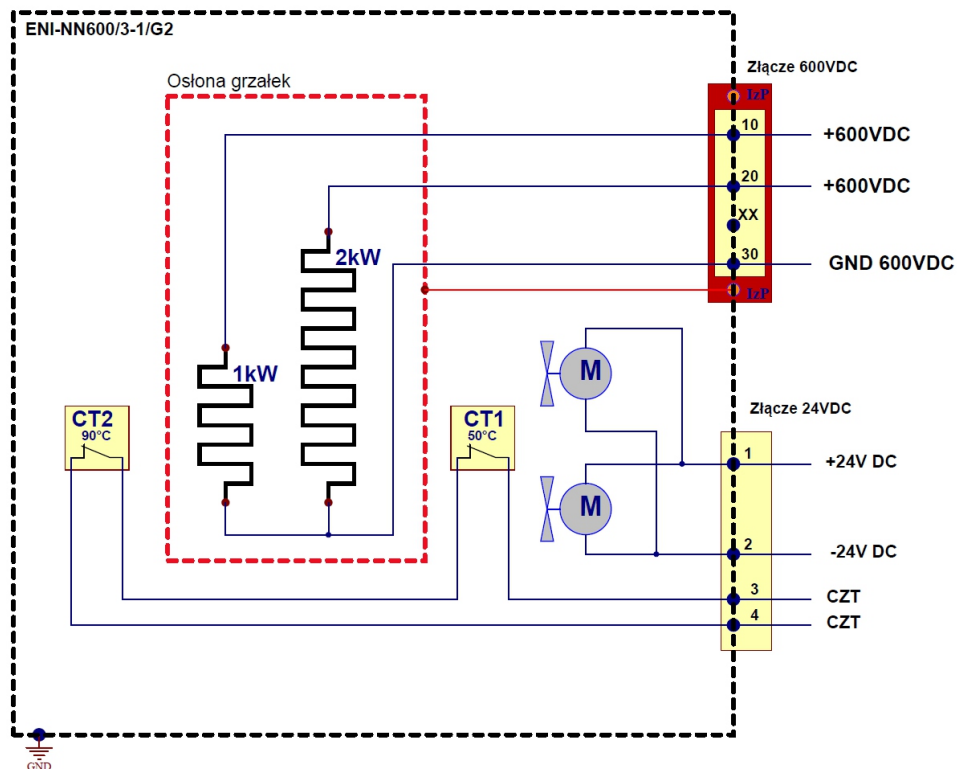 ENI-NN600/3-1/G2
Złącze 600VDC
Osłona grzałek
IzP
10
+600VDC
20
+600VDC
XX
30
GND 600VDC
IzP
2kW
1kW
M
CT2
90°C
CT1
50°C
Złącze 24VDC
1
+24V DC
M
2
-24V DC
3
CZT
4
CZT
GND